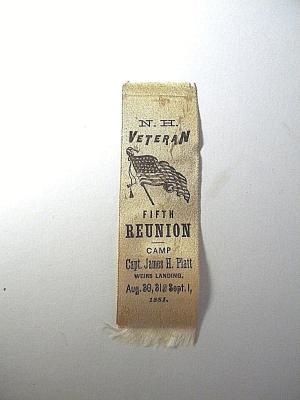 N. H.
VETERAN
FIFTH
REUNION
CAMP
Capt. James H. Platt
WEIRS LANDING,
Aug. 30, 31 & Sept. 1,
1881.